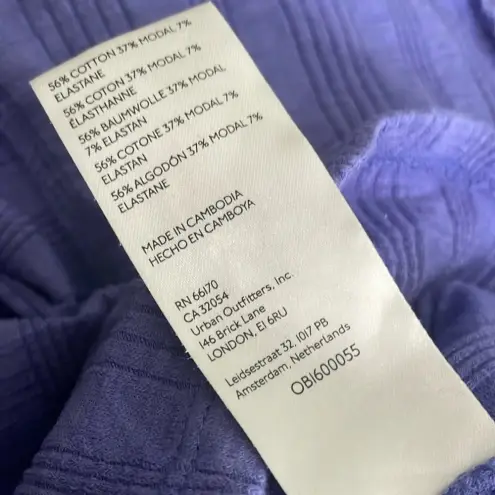 56% COTTON 37% MODAL 7%
ELASTANE
56% COTON 37% MODAL 7%
ÉLASTHANNE
56% BAUMWOLLE 37% MODAL
7% ELASTAN
56% COTONE 37% MODAL 7%
ELASTAN
56% ALGODÓN 37% MODAL 7%
ELASTANE
MADE IN CAMBODIA
HECHO EN CAMBOYA
RN 66170
CA 32054
Urban Outfitters, Inc.
146 Brick Lane
LONDON, E1 6RU
Leidsestraat 32, 1017 PB
Amsterdam, Netherlands
OB1600055